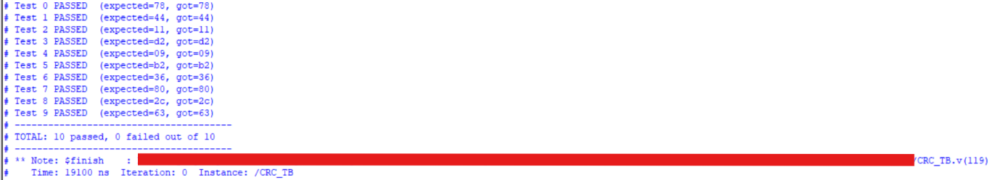 # Test 0 PASSED  (expected=78, got=78)
# Test 1 PASSED  (expected=44, got=44)
# Test 2 PASSED  (expected=11, got=11)
# Test 3 PASSED  (expected=d2, got=d2)
# Test 4 PASSED  (expected=09, got=09)
# Test 5 PASSED  (expected=b2, got=b2)
# Test 6 PASSED  (expected=36, got=36)
# Test 7 PASSED  (expected=80, got=80)
# Test 8 PASSED  (expected=2c, got=2c)
# Test 9 PASSED  (expected=63, got=63)
# ----------------------------------------
# TOTAL: 10 passed, 0 failed out of 10
# ----------------------------------------
# ** Note: $finish    : /CRC_TB.v(119)
#    Time: 19100 ns  Iteration: 0  Instance: /CRC_TB